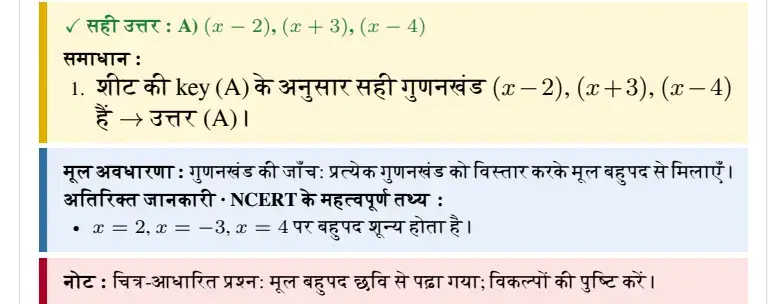 ✓ सही उत्तर : A) (x − 2), (x + 3), (x − 4)
समाधान :
1. शीट की key (A) के अनुसार सही गुणनखंड (x − 2), (x + 3), (x − 4)
हैं → उत्तर (A)।
मूल अवधारणा : गुणनखंड की जाँच: प्रत्येक गुणनखंड को विस्तार करके मूल बहुपद से मिलाएँ।
अतिरिक्त जानकारी · NCERT के महत्वपूर्ण तथ्य :
• x = 2, x = −3, x = 4 पर बहुपद शून्य होता है।
नोट : चित्र-आधारित प्रश्न: मूल बहुपद छवि से पढ़ा गया; विकल्पों की पुष्टि करें।